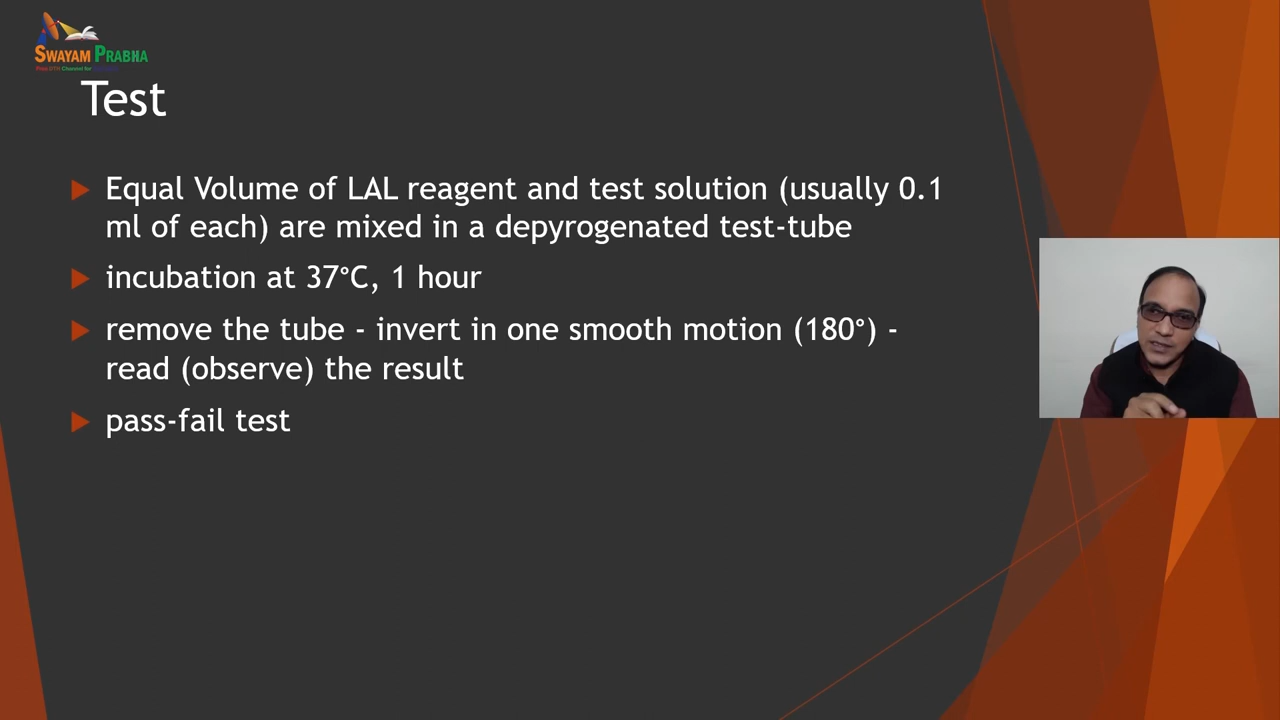 SWAYAM PRABHA
Test
Equal Volume of LAL reagent and test solution (usually 0.1
ml of each) are mixed in a depyrogenated test-tube
incubation at 37°C, 1 hour
remove the tube - invert in one smooth motion (180°) -
read (observe) the result
pass-fail test